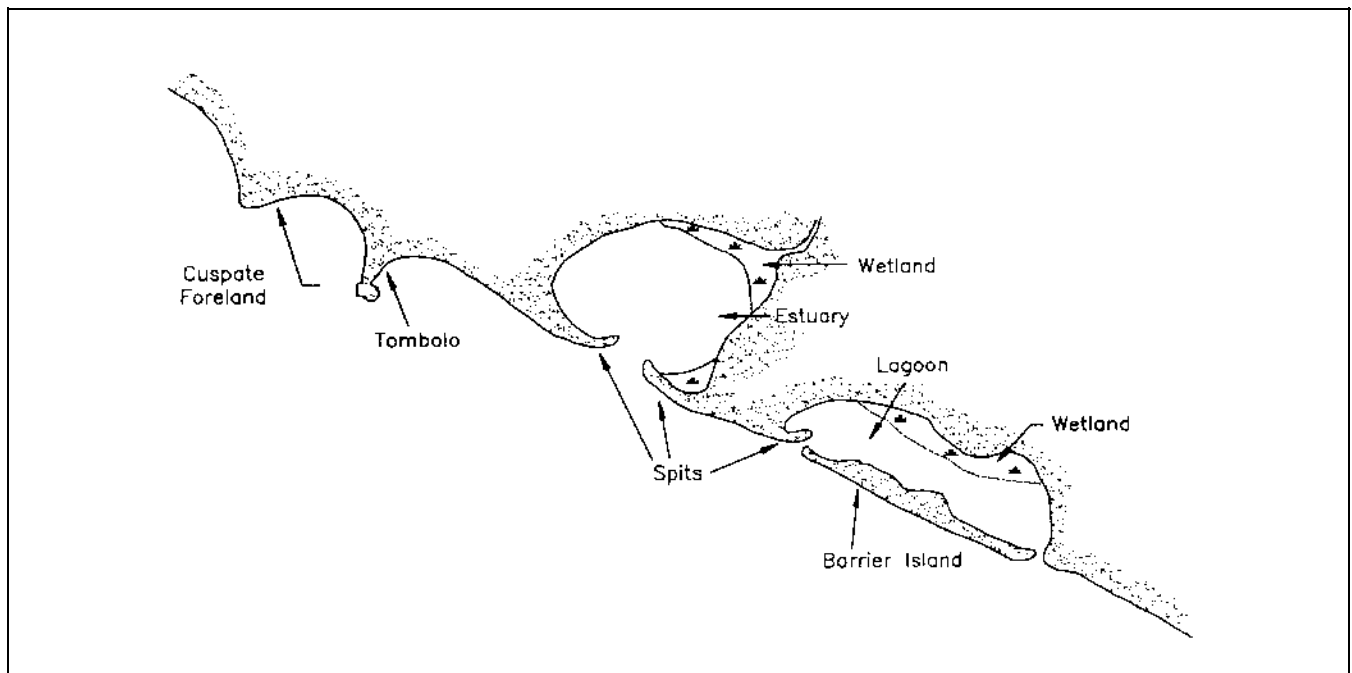 Cuspate
Foreland
Tombolo
Wetland
Estuary
Lagoon
Wetland
Spits
Barrier Island